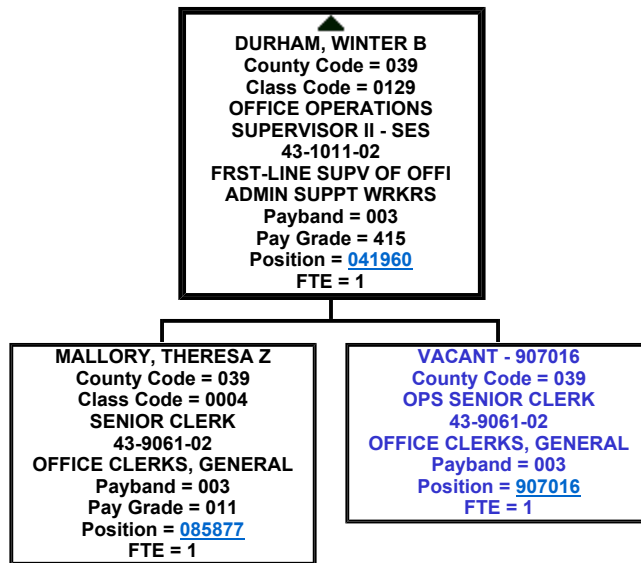 DURHAM, WINTER B
County Code = 039
Class Code = 0129
OFFICE OPERATIONS
SUPERVISOR II - SES
43-1011-02
FRST-LINE SUPV OF OFFI
ADMIN SUPPT WRKRS
Payband = 003
Pay Grade = 415
Position = 041960
FTE = 1
MALLORY, THERESA Z
County Code = 039
Class Code = 0004
SENIOR CLERK
43-9061-02
OFFICE CLERKS, GENERAL
Payband = 003
Pay Grade = 011
Position = 085877
FTE = 1
VACANT - 907016
County Code = 039
OPS SENIOR CLERK
43-9061-02
OFFICE CLERKS, GENERAL
Payband = 003
Position = 907016
FTE = 1